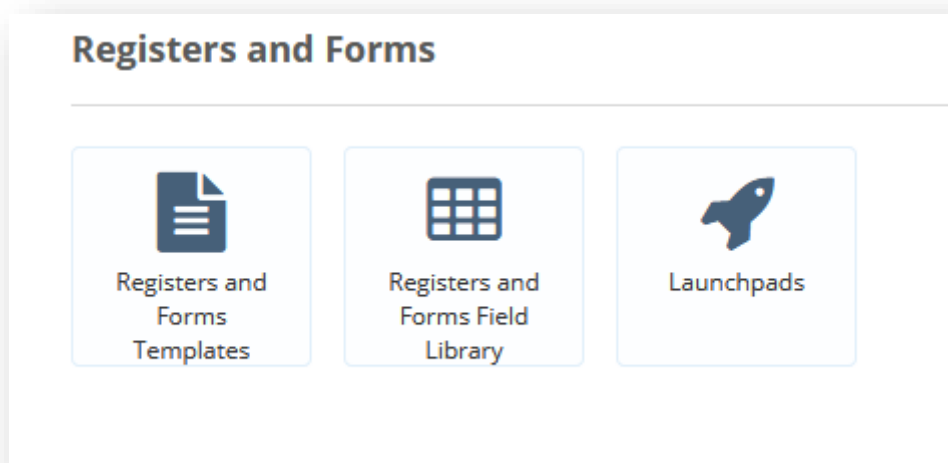 Registers and Forms
Registers and
Forms
Templates
Registers and
Forms Field
Library
Launchpads